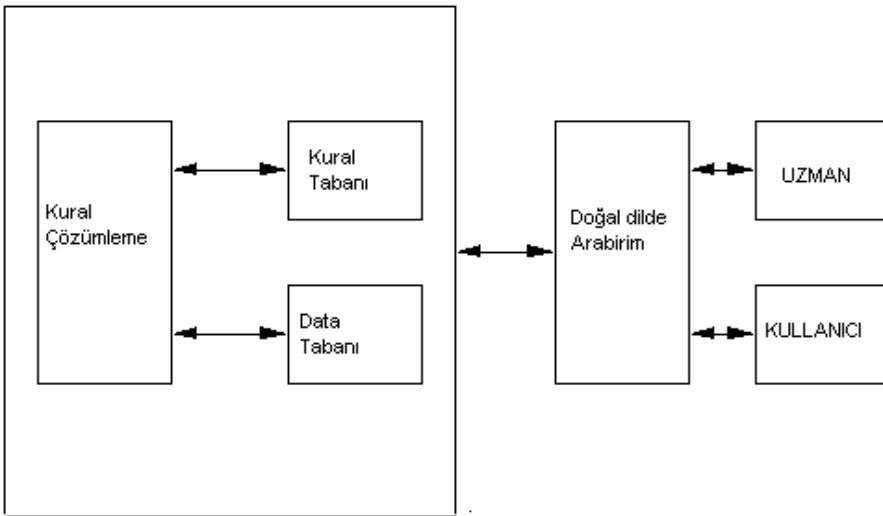 Kural
Çözümleme
Kural
Tabanı
Data
Tabanı
Doğal dilde
Arabirim
UZMAN
KULLANICI